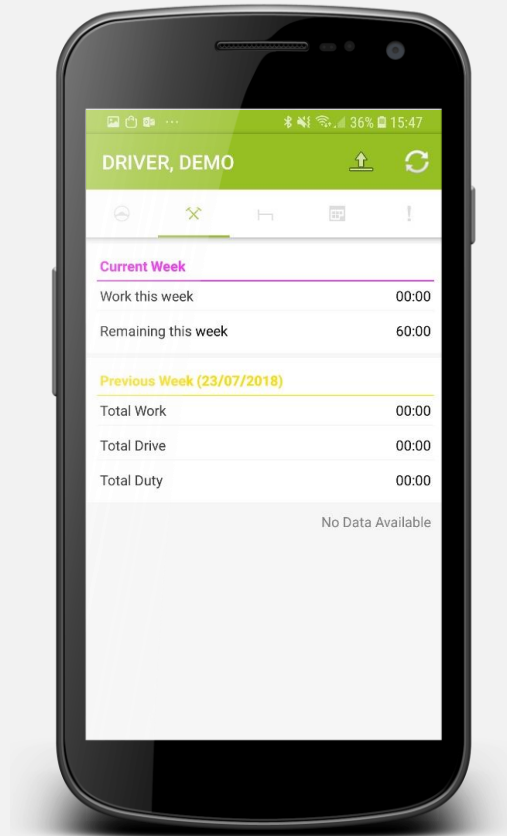 36% 15:47
DRIVER, DEMO
Current Week
Work this week 00:00
Remaining this week 60:00
Previous Week (23/07/2018)
Total Work 00:00
Total Drive 00:00
Total Duty 00:00
No Data Available